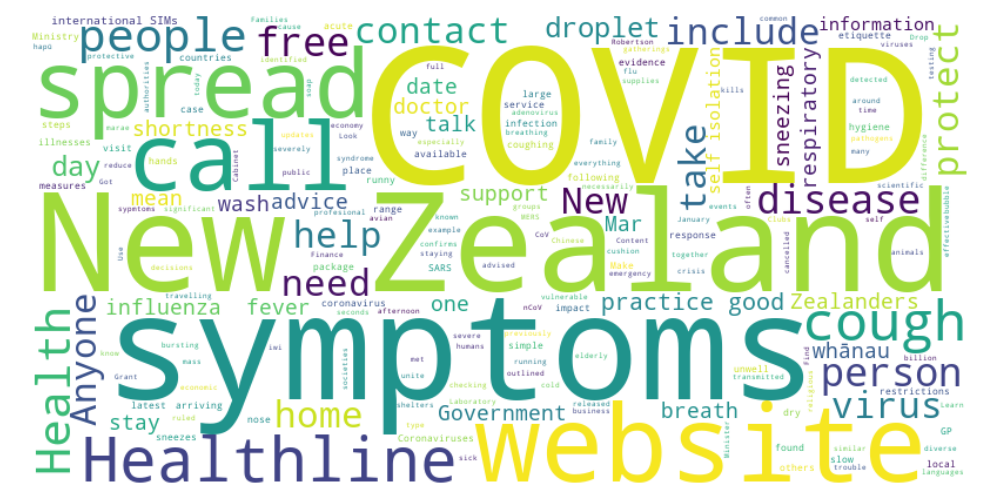 international SIMs
Families
cause
acute
droplet
include
information
Ministry
people
free
contact
etiquette
common
viruses
hapū
protective
countries
identified
Robertson
gatherings
Drop
testing
spread
COVID
full
evidence
flu
supplies
sneezing
respiratory
detected
protect
authorities
today
soap
date
large
service
adenovirus
self isolation
kills
around
time
case
doctor
steps
marae
shortness
updates
economy
Look
way
talk
infection
breathing
coughing
hygiene
pathogens
many
difference
illnesses
visit
call
especially
available
family
take
day
reduce
hands
Cabinet
severely
syndrome
place
runny
everything
following
necessarily
often
scientific
measures
Got
mean
public
support
New
disease
effective
bubble
sypmtoms
significant
wash
advice
profesional
range
avian
known
groups
MERS
events
January
Clubs
self
New Zealand
help
Mar
example
confirms
staying
CoV
Chinese
Content
response
together
cancelled
animals
Use
decisions
Finance
package
SARS
advised
cushion
Make
emergency
crisis
need
travelling
coronavirus
seconds
afternoon
one
nCoV
vulnerable
impact
practice good
Zealanders
Health
Anyone
influenza
fever
previously
cough
know
bursting
mass
iwi
symptoms
severe
humans
simple
running
outlined
elderly
whānau
Find
billion
met
unite
societies
checking
cold
unwell
transmitted
person
Grant
economic
shelters
Laboratory
released
business
religious
restrictions
Learn
latest
arriving
home
Government
breath
dry
virus
stay
ruled
nose
type
Minister
found
similar
GP
diverse
sneezes
Coronaviruses
slow
local
Healthline
sick
website
others
trouble
languages